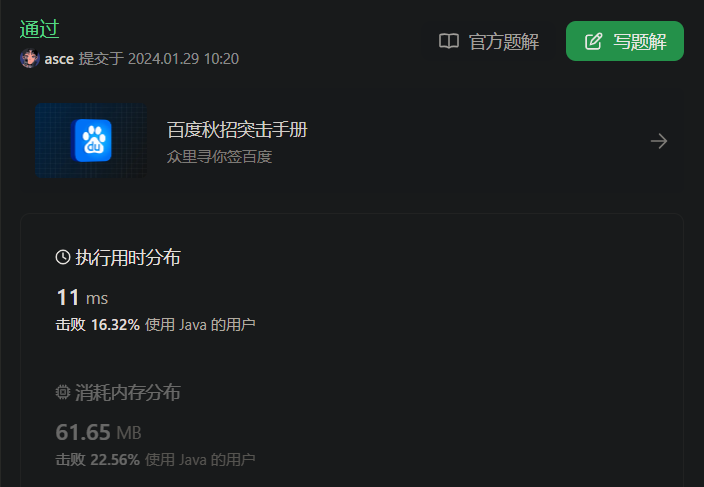 通过
asce 提交于 2024.01.29 10:20
官方题解
写题解
du
百度秋招突击手册
众里寻你签百度
执行用时分布
11 ms
击败 16.32% 使用 Java 的用户
消耗内存分布
61.65 MB
击败 22.56% 使用 Java 的用户